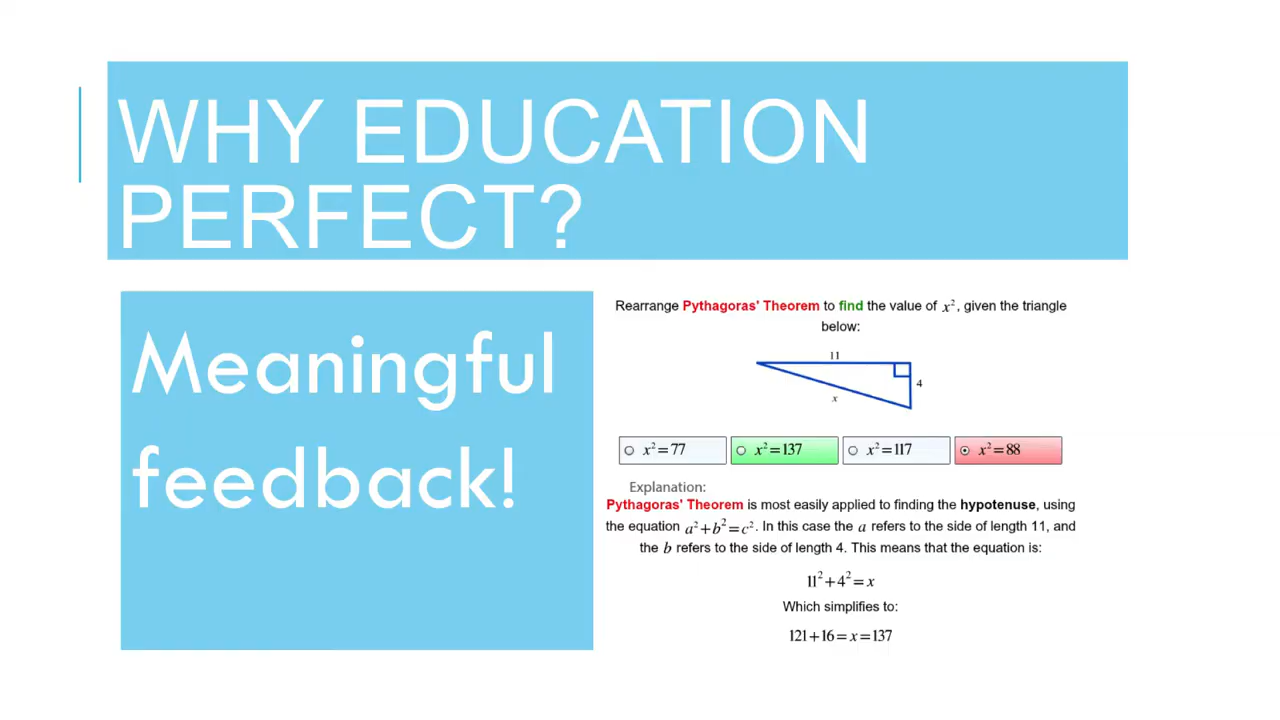 WHY EDUCATION
PERFECT?
Meaningful
feedback!
Rearrange Pythagoras' Theorem to find the value of x², given the triangle
below:
11
4
x
x²=77
x²=137
x²=117
x²=88
Explanation:
Pythagoras' Theorem is most easily applied to finding the hypotenuse, using
the equation a²+b²=c². In this case the a refers to the side of length 11, and
the b refers to the side of length 4. This means that the equation is:
11²+4²=x
Which simplifies to:
121+16=x=137